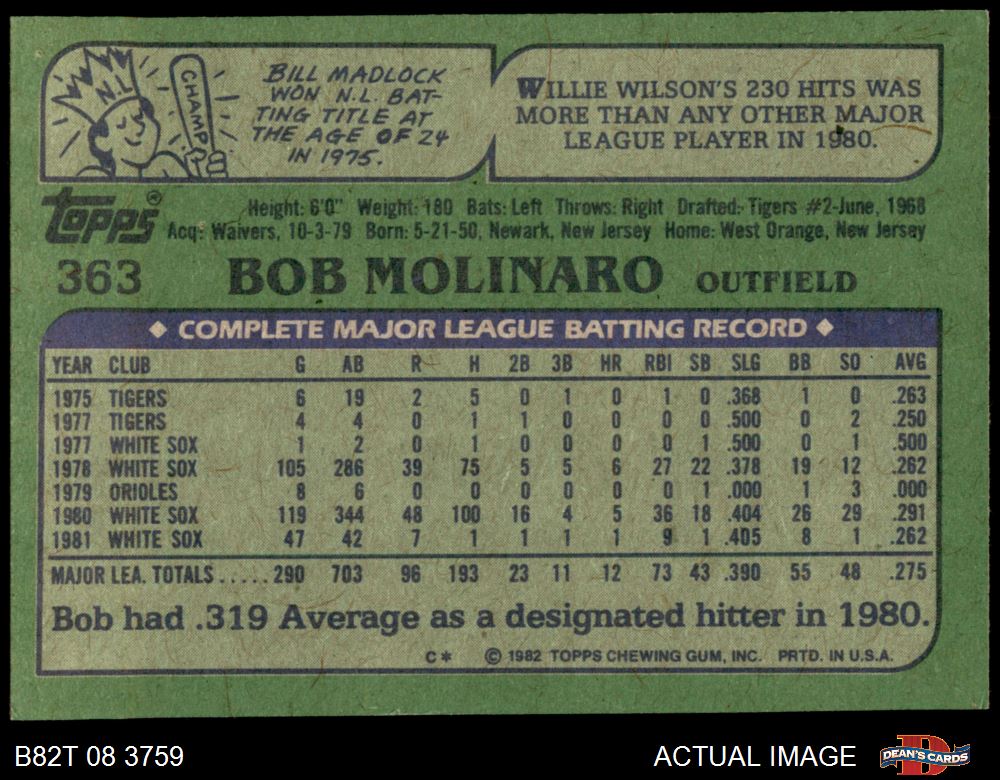 BILL MADLOCK
WON N.L. BAT-
TING TITLE AT
THE AGE OF 24
IN 1975.
CHAMP
WILLIE WILSON'S 230 HITS WAS
MORE THAN ANY OTHER MAJOR
LEAGUE PLAYER IN 1980.
TOPPS®
Height: 6'0" Weight: 180 Bats: Left Throws: Right Drafted: Tigers #2-June, 1968
Acq: Waivers, 10-3-79 Born: 5-21-50, Newark, New Jersey Home: West Orange, New Jersey
363 BOB MOLINARO OUTFIELD
◆ COMPLETE MAJOR LEAGUE BATTING RECORD ◆
YEAR CLUB G AB R H 2B 3B HR RBI SB SLG BB SO AVG
1975 TIGERS 6 19 2 5 0 1 0 1 0 .368 1 0 .263
1977 TIGERS 4 4 0 1 1 0 0 0 0 .500 0 2 .250
1977 WHITE SOX 1 2 0 1 0 0 0 0 1 .500 0 1 .500
1978 WHITE SOX 105 286 39 75 5 5 6 27 22 .378 19 12 .262
1979 ORIOLES 8 6 0 0 0 0 0 0 1 .000 1 3 .000
1980 WHITE SOX 119 344 48 100 16 4 5 36 18 .404 26 29 .291
1981 WHITE SOX 47 42 7 1 1 1 1 9 1 .405 8 1 .262
MAJOR LEA. TOTALS.....290 703 96 193 23 11 12 73 43 .390 55 48 .275
Bob had .319 Average as a designated hitter in 1980.
C* © 1982 TOPPS CHEWING GUM, INC. PRTD. IN U.S.A.
B82T 08 3759 ACTUAL IMAGE DEAN'S CARDS